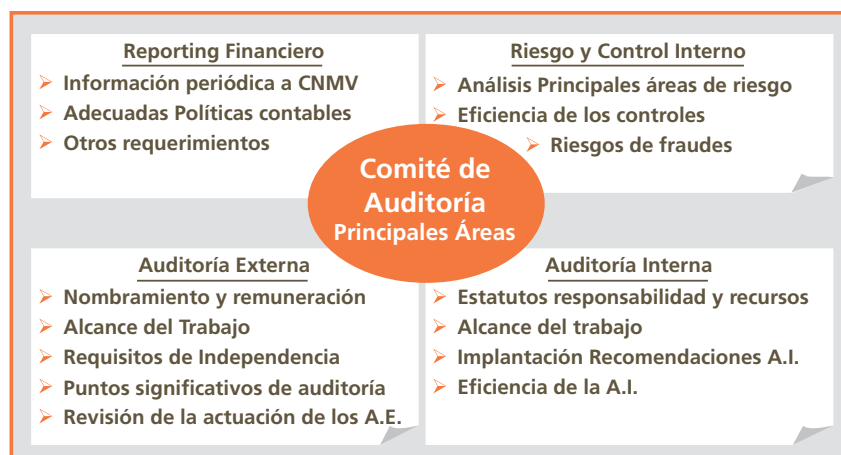 Reporting Financiero
Información periódica a CNMV
Adecuadas Políticas contables
Otros requerimientos
Riesgo y Control Interno
Análisis Principales áreas de riesgo
Eficiencia de los controles
Riesgos de fraudes
Comité de
Auditoría
Principales Áreas
Auditoría Externa
Nombramiento y remuneración
Alcance del Trabajo
Requisitos de Independencia
Puntos significativos de auditoría
Revisión de la actuación de los A.E.
Auditoría Interna
Estatutos responsabilidad y recursos
Alcance del trabajo
Implantación Recomendaciones A.I.
Eficiencia de la A.I.